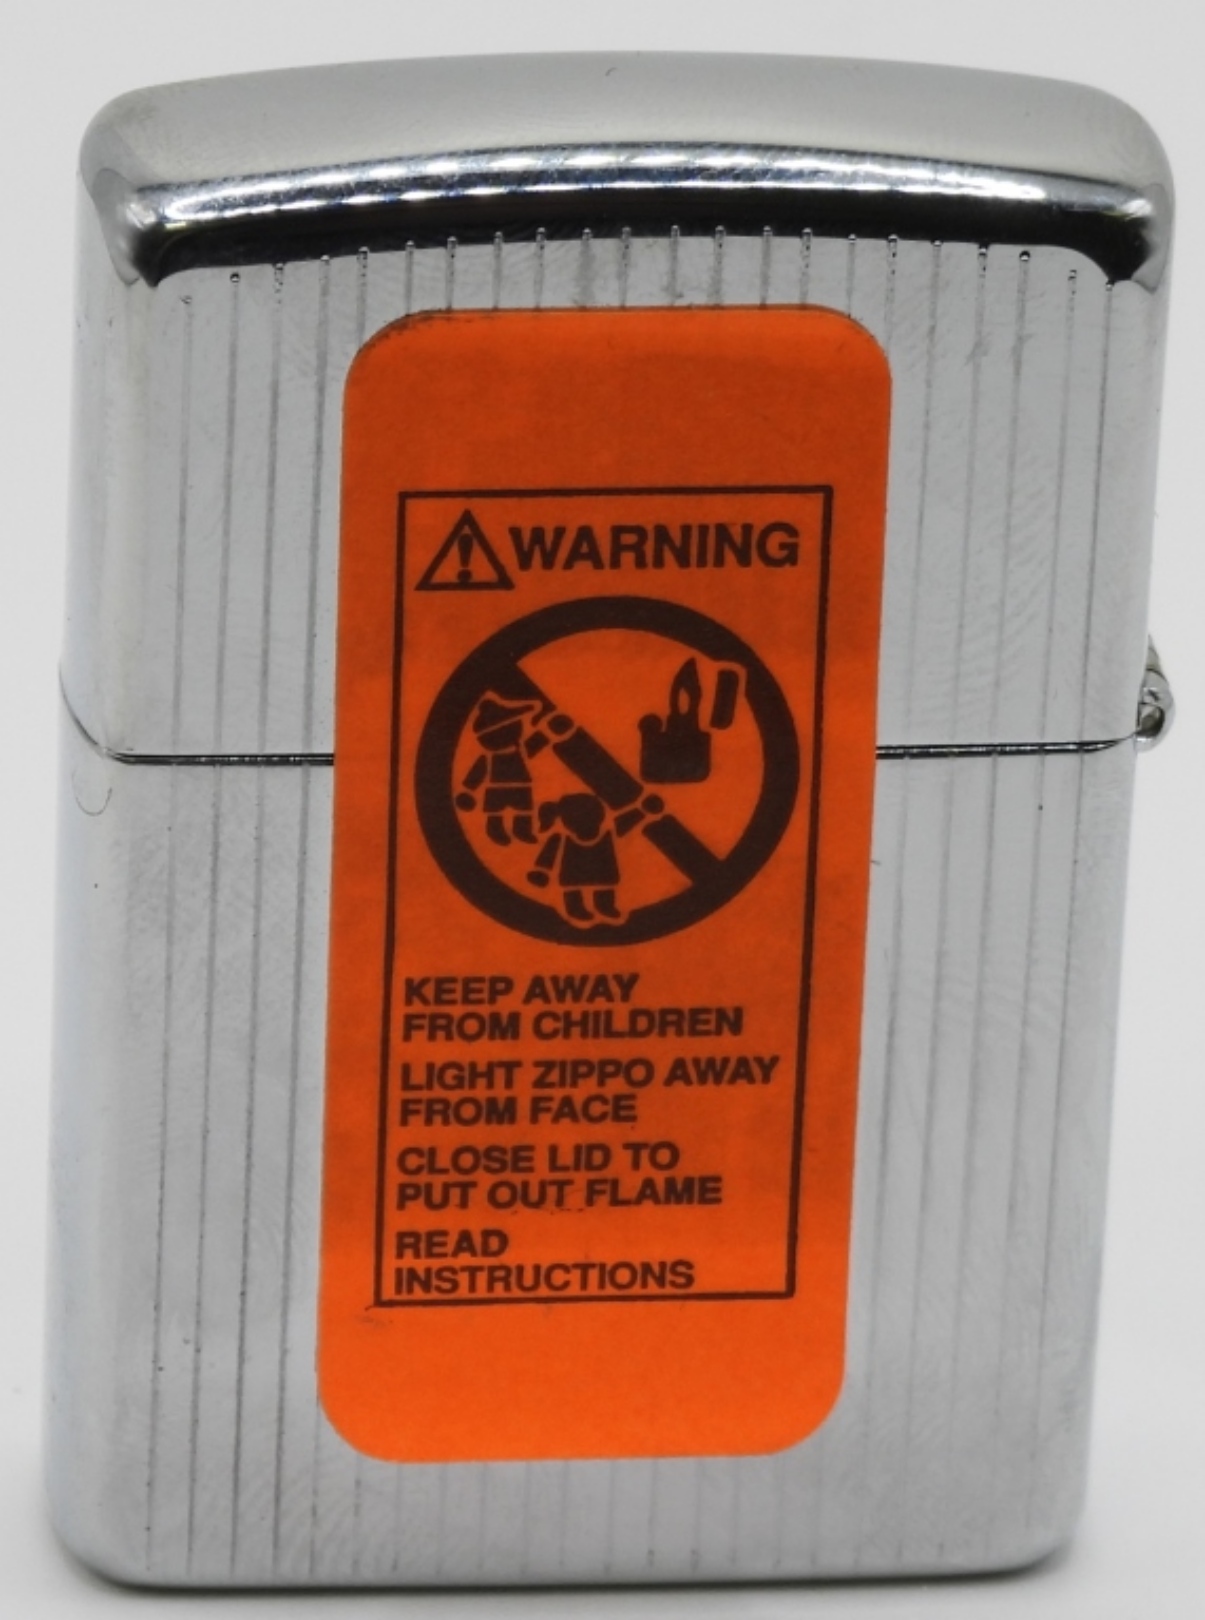 WARNING
KEEP AWAY
FROM CHILDREN
LIGHT ZIPPO AWAY
FROM FACE
CLOSE LID TO
PUT OUT FLAME
READ
INSTRUCTIONS